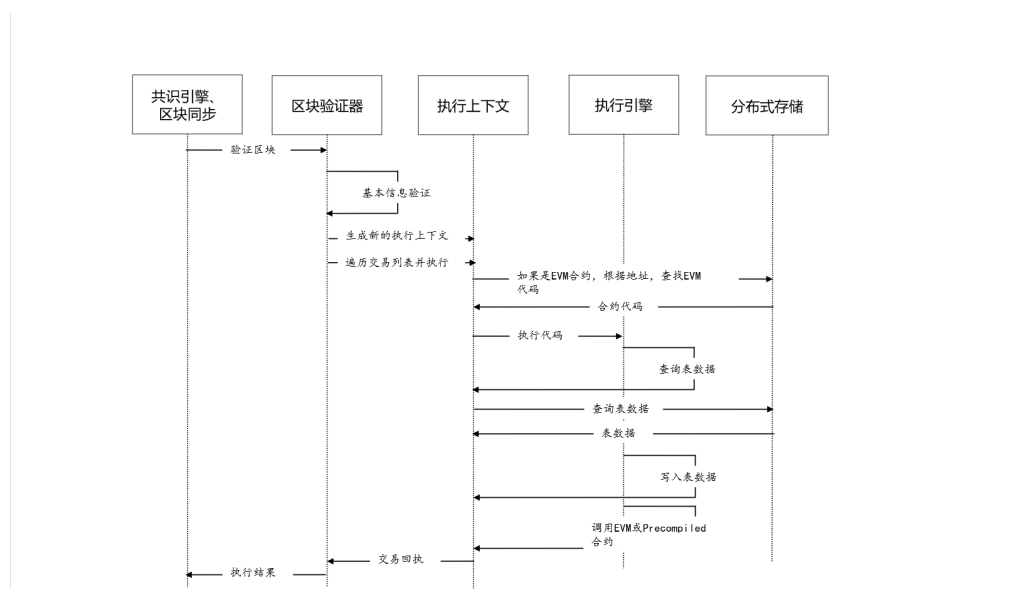 共识引擎、
区块同步
区块验证器
执行上下文
执行引擎
分布式存储
验证区块
基本信息验证
生成新的执行上下文
遍历交易列表并执行
如果是EVM合约，根据地址，查找EVM
代码
合约代码
执行代码
查询表数据
查询表数据
表数据
写入表数据
调用EVM或Precompiled
合约
交易回执
执行结果